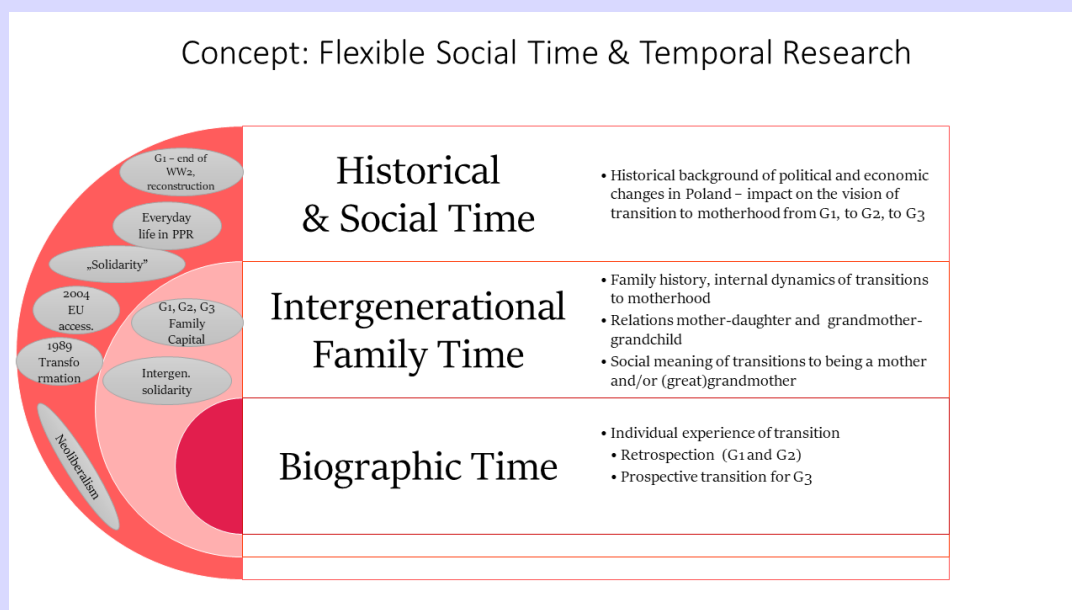 Concept: Flexible Social Time & Temporal Research
G1 – end of
WW2,
reconstruction
Everyday
life in PPR
„Solidarity”
2004
EU
access.
1989
Transfo
rmation
Neoliberalism
G1, G2, G3
Family
Capital
Intergen.
solidarity
Historical
& Social Time
• Historical background of political and economic
changes in Poland – impact on the vision of
transition to motherhood from G1, to G2, to G3
Intergenerational
Family Time
• Family history, internal dynamics of transitions
to motherhood
• Relations mother-daughter and grandmother-
grandchild
• Social meaning of transitions to being a mother
and/or (great)grandmother
Biographic Time
• Individual experience of transition
• Retrospection (G1 and G2)
• Prospective transition for G3